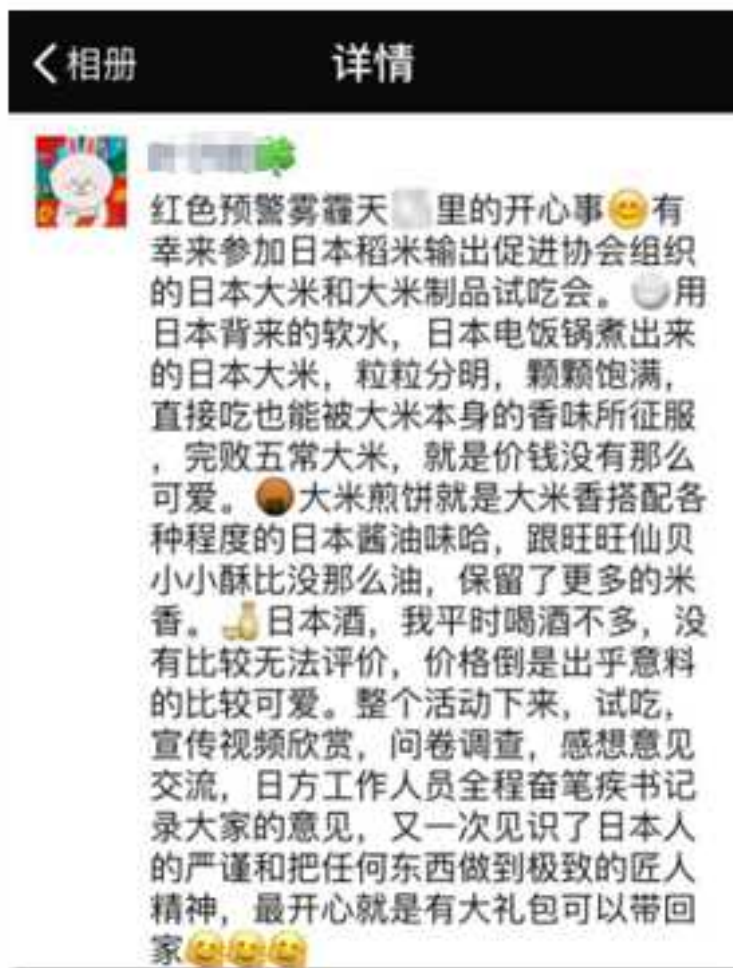 相册 详情
红色预警雾霾天 里的开心事😊有
幸来参加日本稻米输出促进协会组织
的日本大米和大米制品试吃会。🍚用
日本背来的软水，日本电饭锅煮出来
的日本大米，粒粒分明，颗颗饱满，
直接吃也能被大米本身的香味所征服
，完败五常大米，就是价钱没有那么
可爱。🍘大米煎饼就是大米香搭配各
种程度的日本酱油味哈，跟旺旺仙贝
小小酥比没那么油，保留了更多的米
香。🍶日本酒，我平时喝酒不多，没
有比较无法评价，价格倒是出乎意料
的比较可爱。整个活动下来，试吃，
宣传视频欣赏，问卷调查，感想意见
交流，日方工作人员全程奋笔疾书记
录大家的意见，又一次见识了日本人
的严谨和把任何东西做到极致的匠人
精神，最开心就是有大礼包可以带回
家😋😋😋